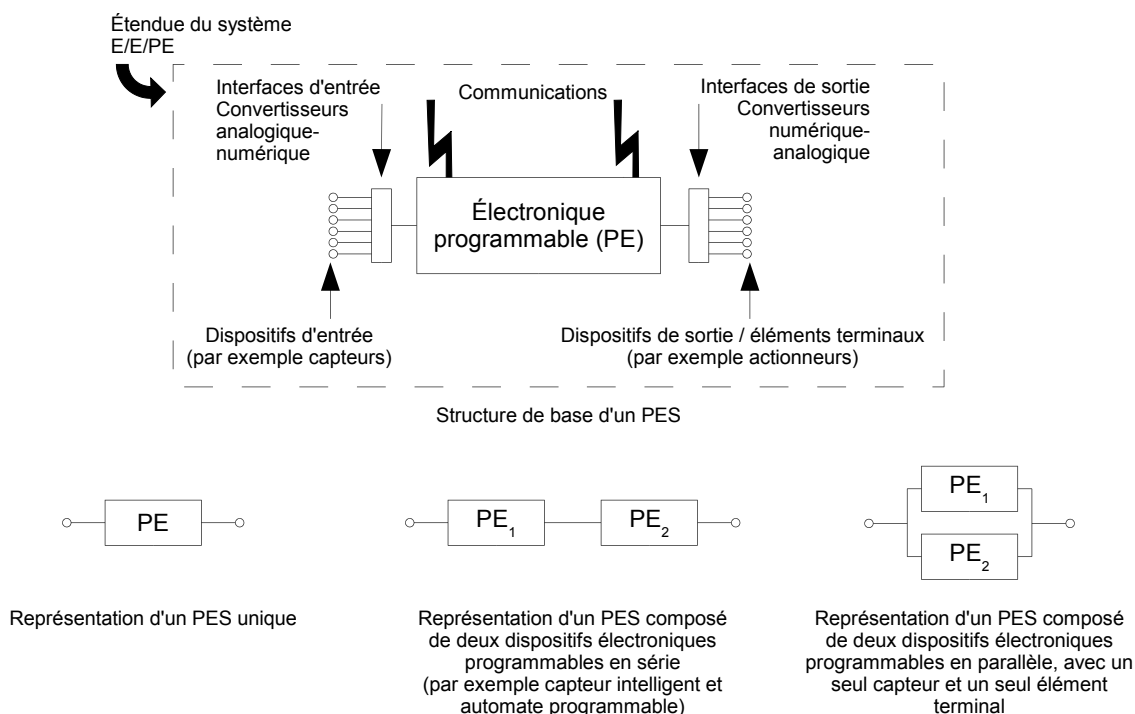 Étendue du système
E/E/PE
Interfaces d'entrée
Convertisseurs
analogique-
numérique
Communications
Interfaces de sortie
Convertisseurs
numérique-
analogique
Électronique
programmable (PE)
Dispositifs d'entrée
(par exemple capteurs)
Dispositifs de sortie / éléments terminaux
(par exemple actionneurs)
Structure de base d'un PES
PE
PE1
PE2
PE1
PE2
Représentation d'un PES unique
Représentation d'un PES composé
de deux dispositifs électroniques
programmables en série
(par exemple capteur intelligent et
automate programmable)
Représentation d'un PES composé
de deux dispositifs électroniques
programmables en parallèle, avec un
seul capteur et un seul élément
terminal